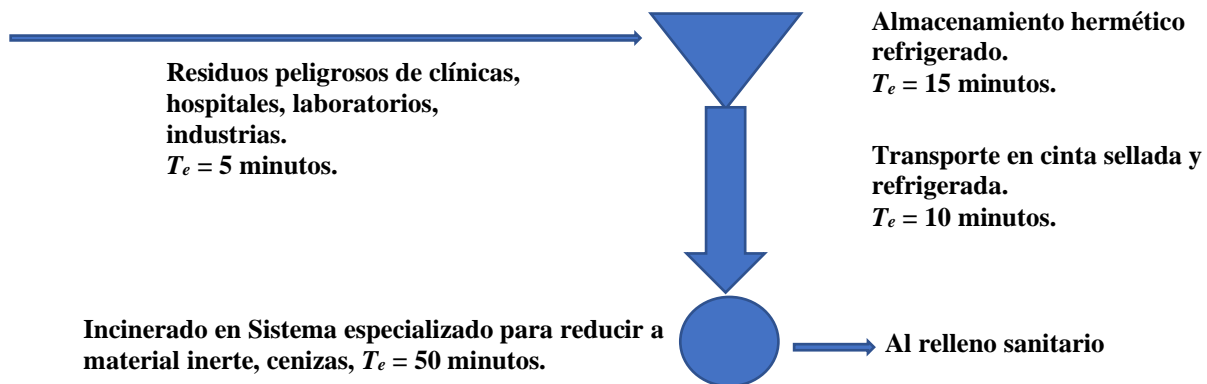 Residuos peligrosos de clínicas,
hospitales, laboratorios,
industrias.
Te = 5 minutos.
Almacenamiento hermético
refrigerado.
Te = 15 minutos.
Transporte en cinta sellada y
refrigerada.
Te = 10 minutos.
Incinerado en Sistema especializado para reducir a
material inerte, cenizas, Te = 50 minutos.
Al relleno sanitario